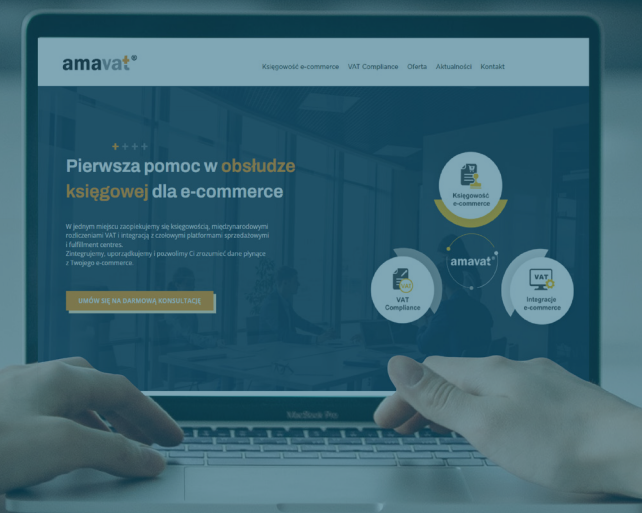 amavat®
Księgowość e-commerce VAT Compliance Oferta Aktualności Kontakt
Pierwsza pomoc w obsłudze
księgowej dla e-commerce
W jednym miejscu zaopiekujemy się księgowością, międzynarodowymi
rozliczeniami VAT i integracją z czołowymi platformami sprzedażowymi
i fulfillment centres.
Zintegrujemy, uporządkujemy i pozwolimy Ci zrozumieć dane płynące
z Twojego e-commerce.
UMÓW SIĘ NA DARMOWĄ KONSULTACJĘ
Księgowość
e-commerce
amavat®
VAT
VAT
Compliance
VAT
Integracje
e-commerce
MacBook Pro